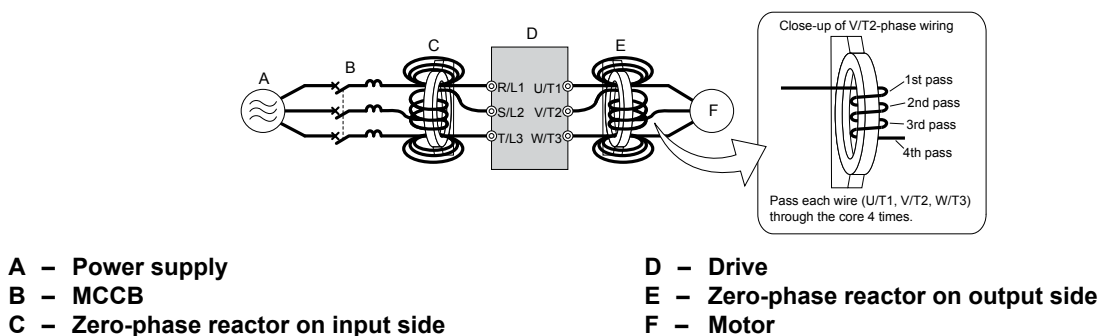 Close-up of V/T2-phase wiring
A
B
C
D
E
F
R/L1 U/T1
S/L2 V/T2
T/L3 W/T3
1st pass
2nd pass
3rd pass
4th pass
Pass each wire (U/T1, V/T2, W/T3)
through the core 4 times.
A – Power supply
B – MCCB
C – Zero-phase reactor on input side
D – Drive
E – Zero-phase reactor on output side
F – Motor